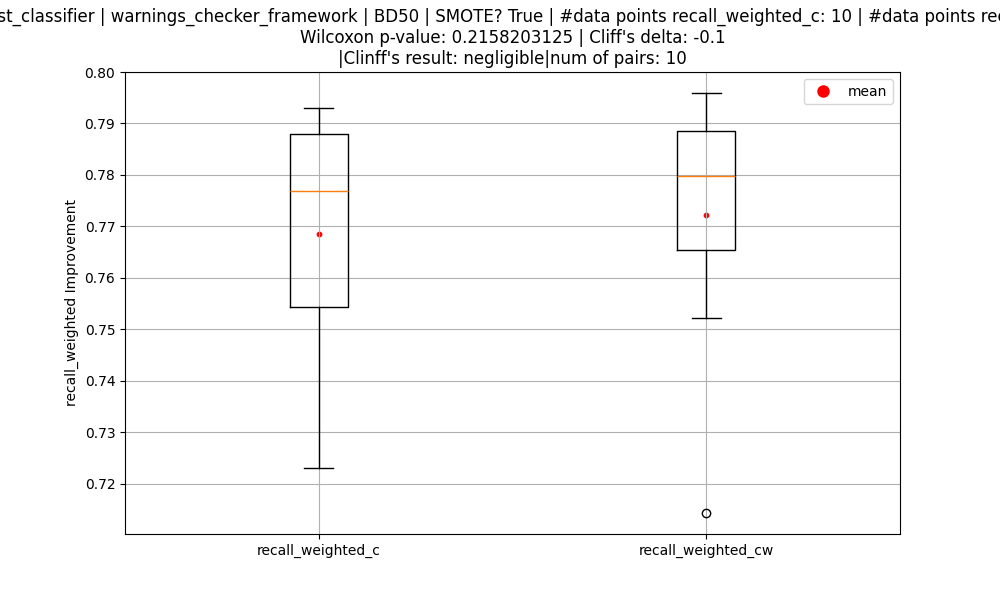 st_classifier | warnings_checker_framework | BD50 | SMOTE? True | #data points recall_weighted_c: 10 | #data points rec
Wilcoxon p-value: 0.2158203125 | Cliff's delta: -0.1
|Clinff's result: negligible|num of pairs: 10
mean
0.80
0.79
0.78
0.77
0.76
0.75
0.74
0.73
0.72
recall_weighted Improvement
recall_weighted_c
recall_weighted_cw